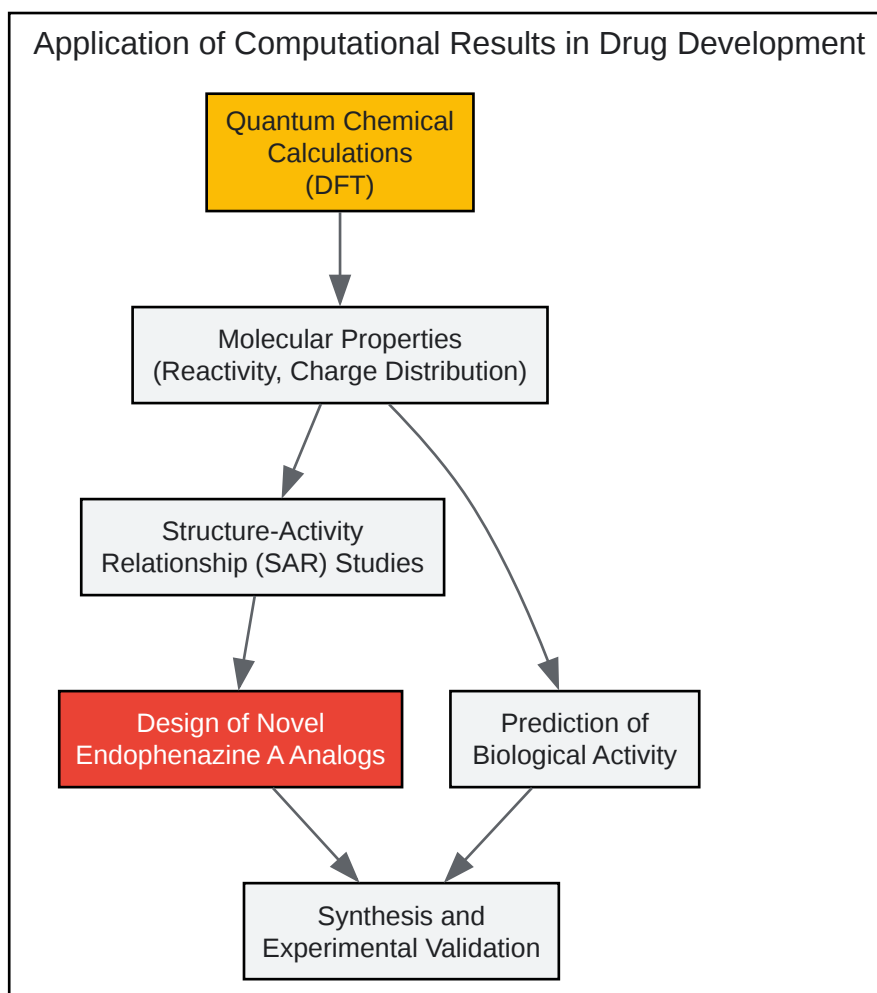 Application of Computational Results in Drug Development
Quantum Chemical
Calculations
(DFT)
Molecular Properties
(Reactivity, Charge Distribution)
Structure-Activity
Relationship (SAR) Studies
Design of Novel
Endophenazine A Analogs
Prediction of
Biological Activity
Synthesis and
Experimental Validation